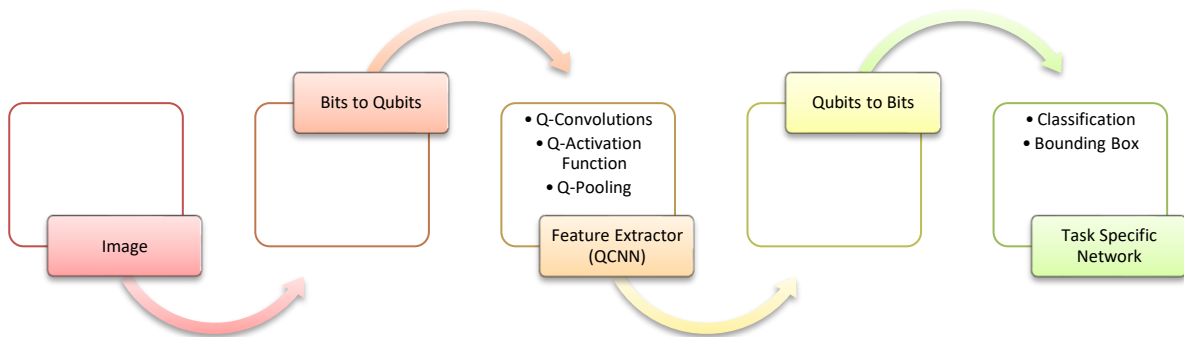 Image
Bits to Qubits
• Q-Convolutions
• Q-Activation
Function
• Q-Pooling
Feature Extractor
(QCNN)
Qubits to Bits
• Classification
• Bounding Box
Task Specific
Network